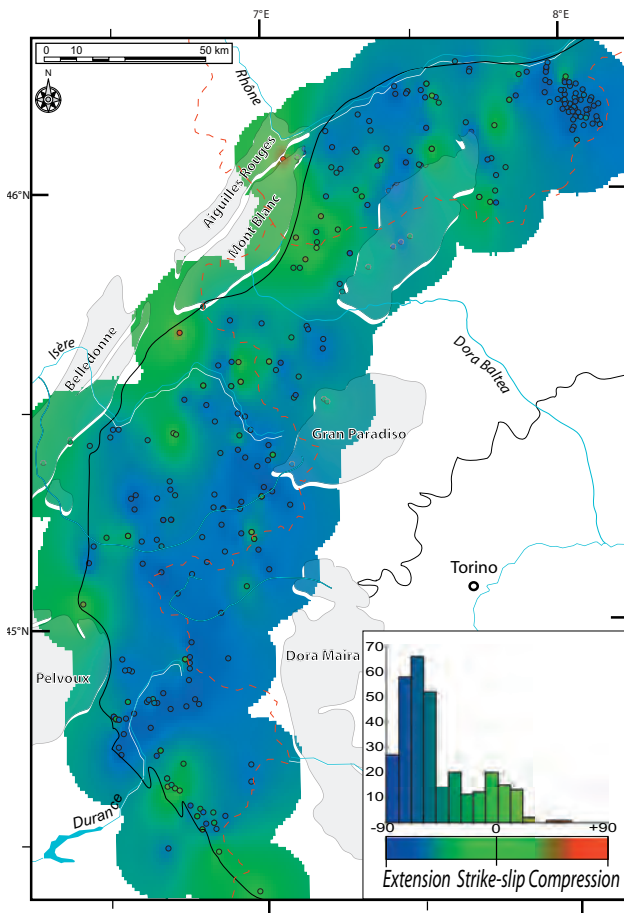 7°E
8°E
0 10 50 km
N
Rhône
46°N
Aiguilles Rouges
Mont Blanc
Isère
Belledonne
Dora Baltea
Gran Paradiso
Torino
45°N
Dora Maira
Pelvoux
Durance
70
60
50
40
30
20
10
-90 0 +90
Extension Strike-slip Compression